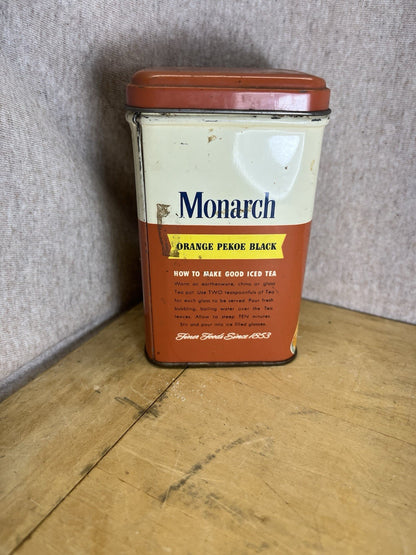 Monarch
ORANGE PEKOE BLACK
HOW TO MAKE GOOD ICED TEA
Warm an earthenware, china or glass
Tea pot. Use TWO teaspoonfuls of Tea
for each glass to be served. Pour fresh
bubbling, boiling water over the Tea
leaves. Allow to steep TEN minutes.
Stir and pour into ice filled glasses.
Finer Foods Since 1853